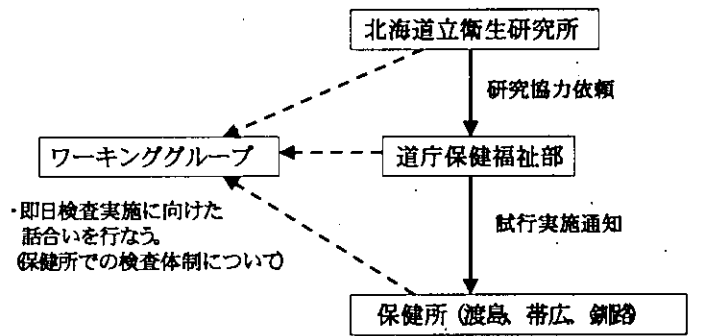 北海道立衛生研究所
研究協力依頼
ワーキンググループ
道庁保健福祉部
・即日検査実施に向けた
話合いを行なう。
(保健所での検査体制について)
試行実施通知
保健所（渡島、帯広、釧路）